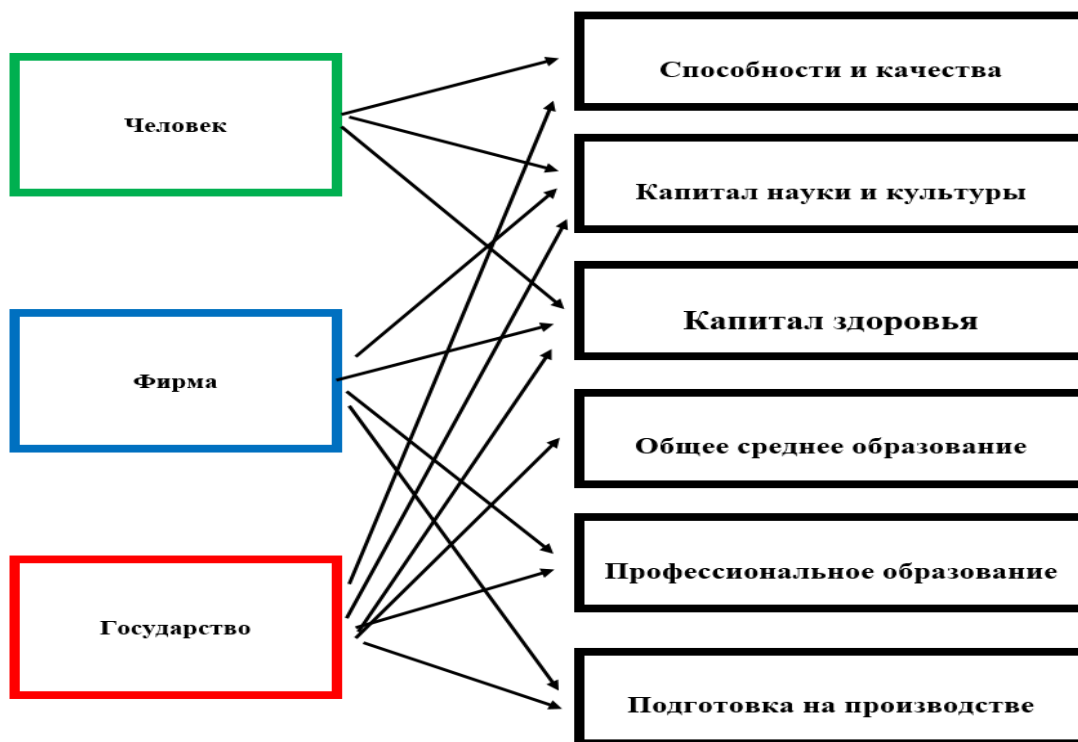 Способности и качества
Человек
Капитал науки и культуры
Капитал здоровья
Фирма
Общее среднее образование
Профессиональное образование
Государство
Подготовка на производстве